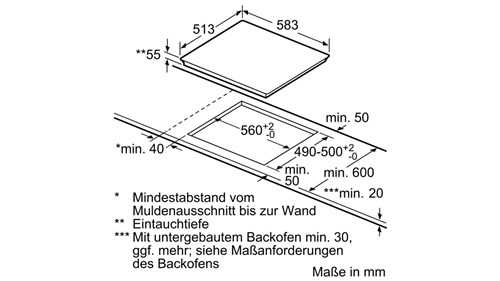 513
583
**55
min. 50
560+2-0
490-500+2-0
*min. 40
min. 600
min.
50
***min. 20
* Mindestabstand vom
Muldenausschnitt bis zur Wand
** Eintauchtiefe
*** Mit untergebautem Backofen min. 30,
ggf. mehr; siehe Maßanforderungen
des Backofens
Maße in mm